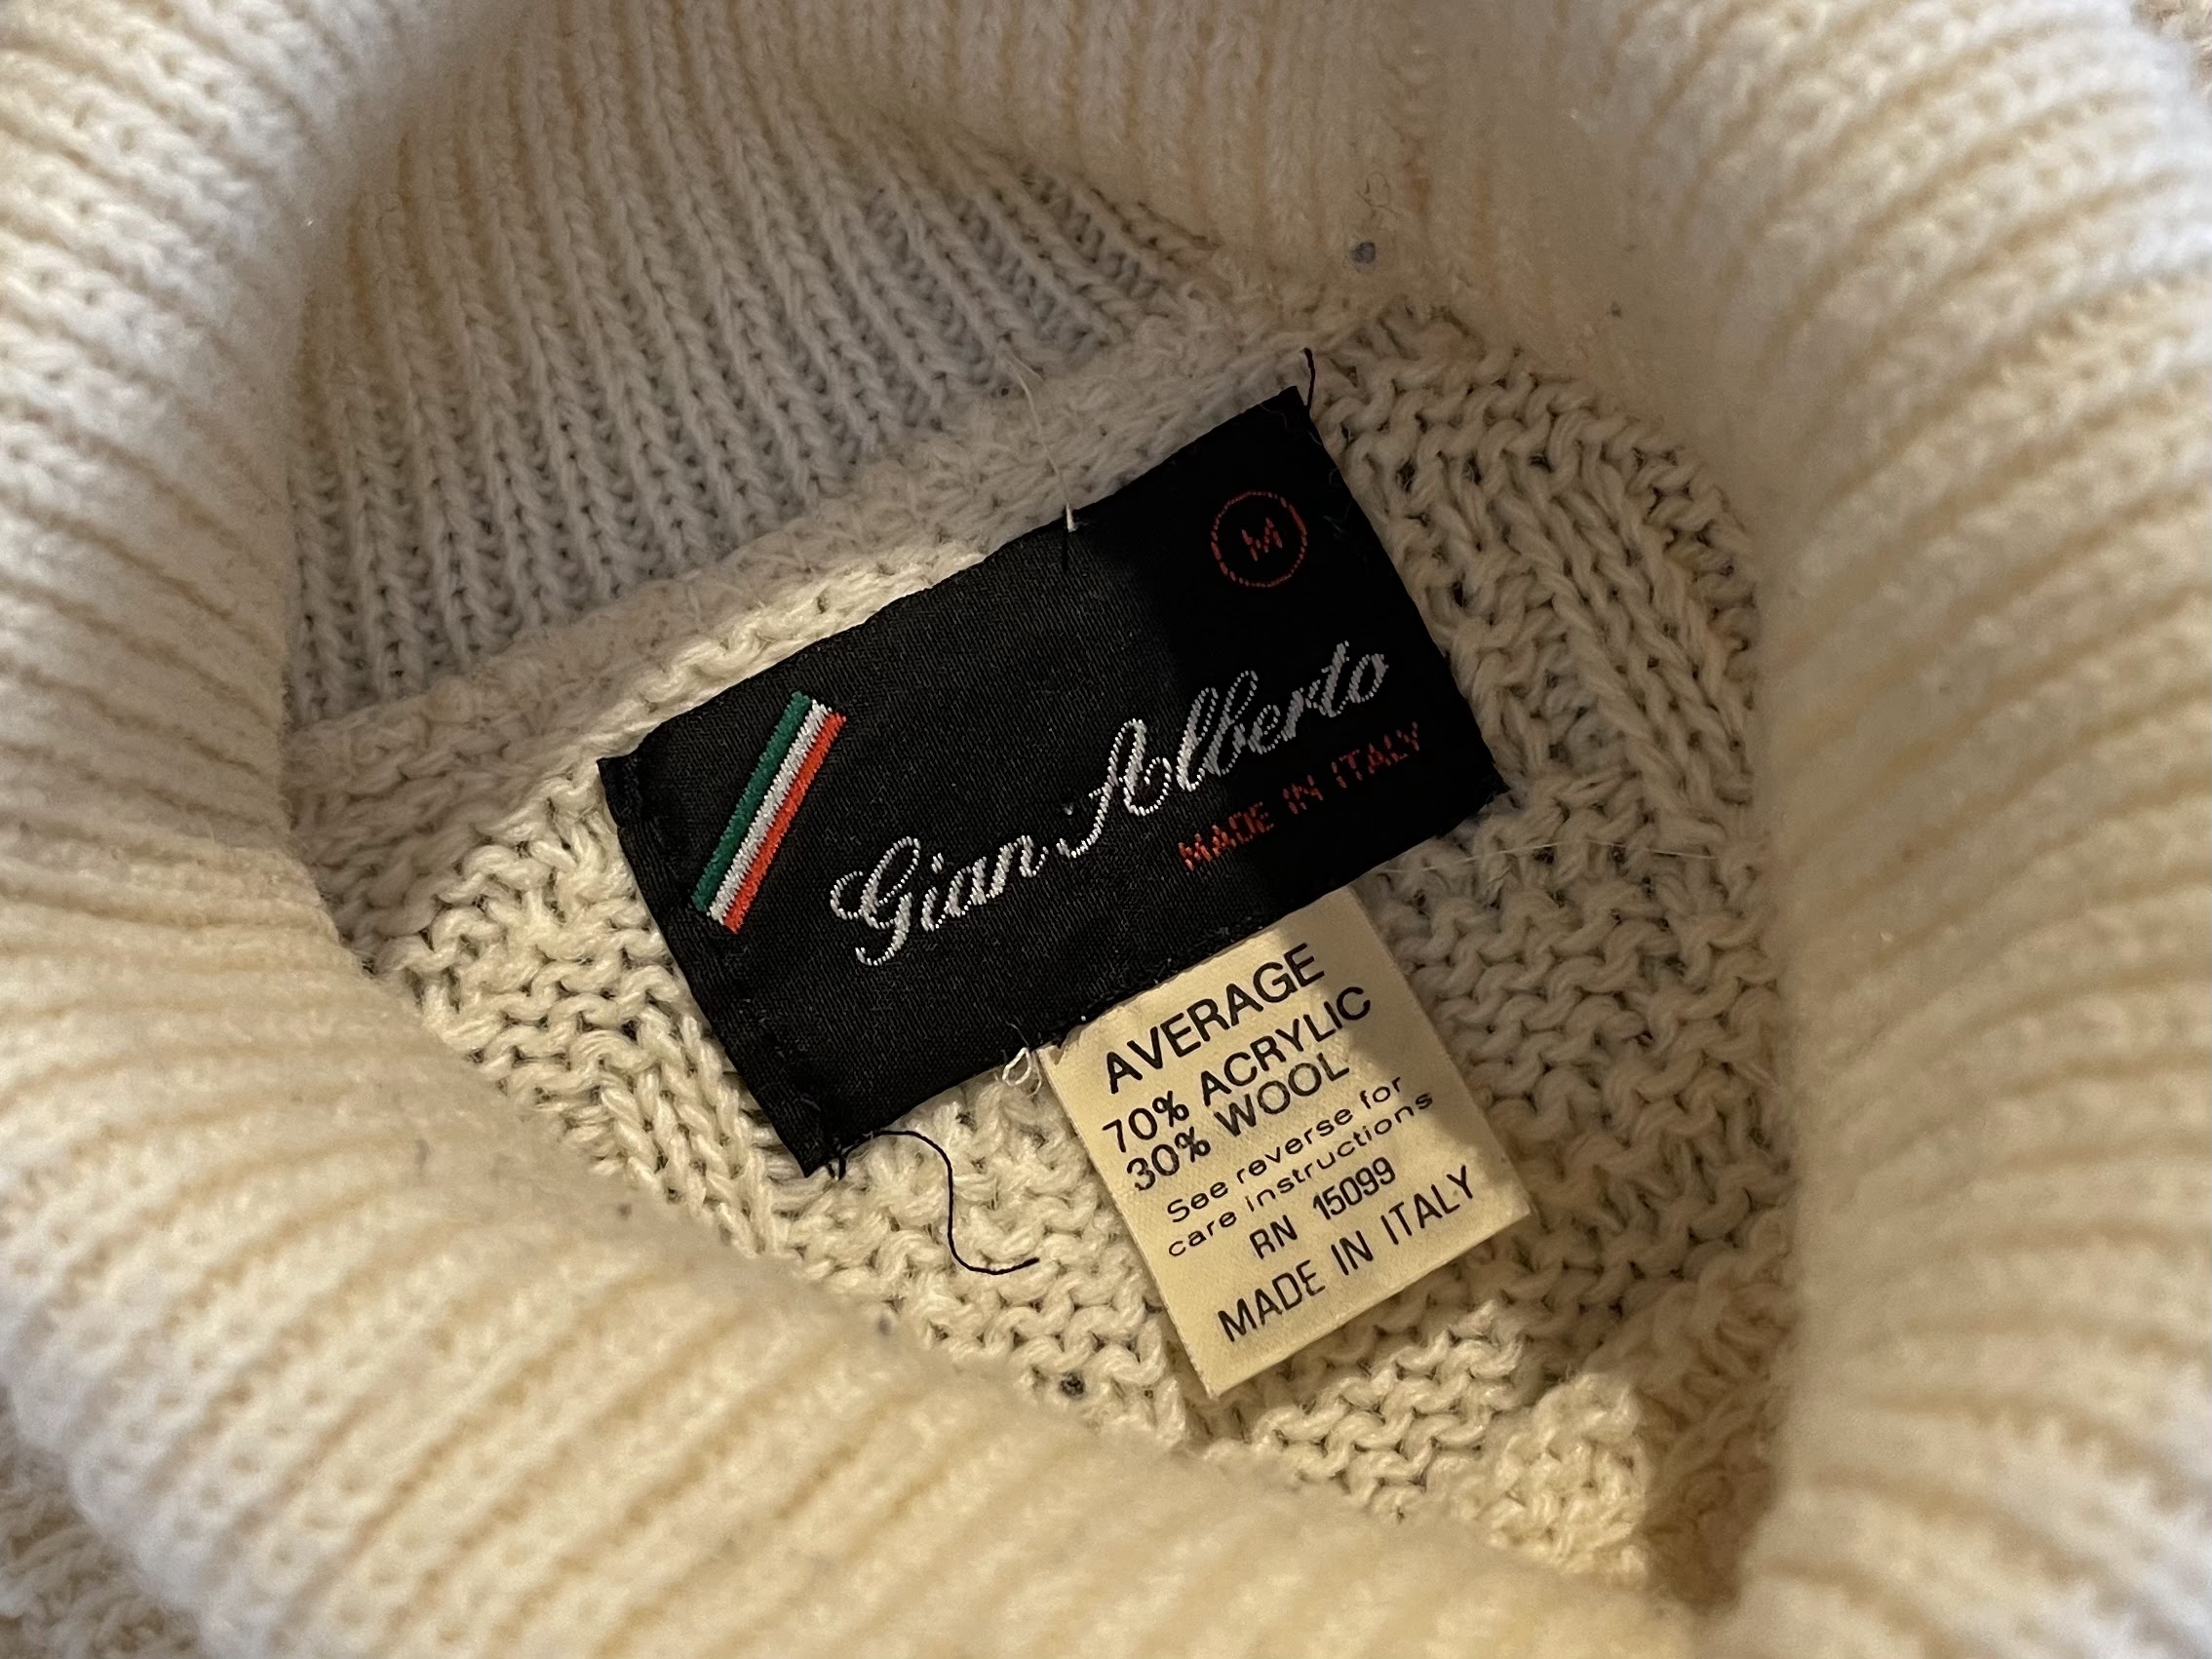 M
Gian Alberto
MADE IN ITALY
AVERAGE
70% ACRYLIC
30% WOOL
See reverse for
care instructions
RN 15099
MADE IN ITALY